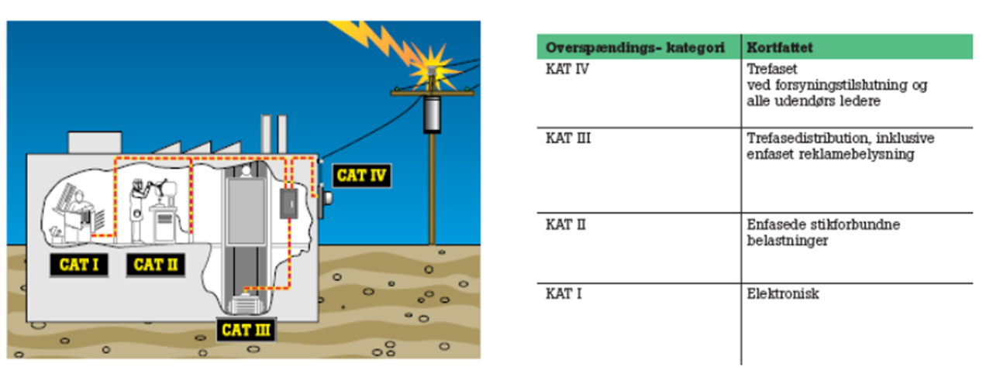 CAT IV
CAT I
CAT II
CAT III
Overspændings- kategori
Kortfattet
KAT IV
Trefaset
ved forsyningstilslutning og
alle udendørs ledere
KAT III
Trefasedistribution, inklusive
enfaset reklamebelysning
KAT II
Enfasede stikforbundne
belastninger
KAT I
Elektronisk